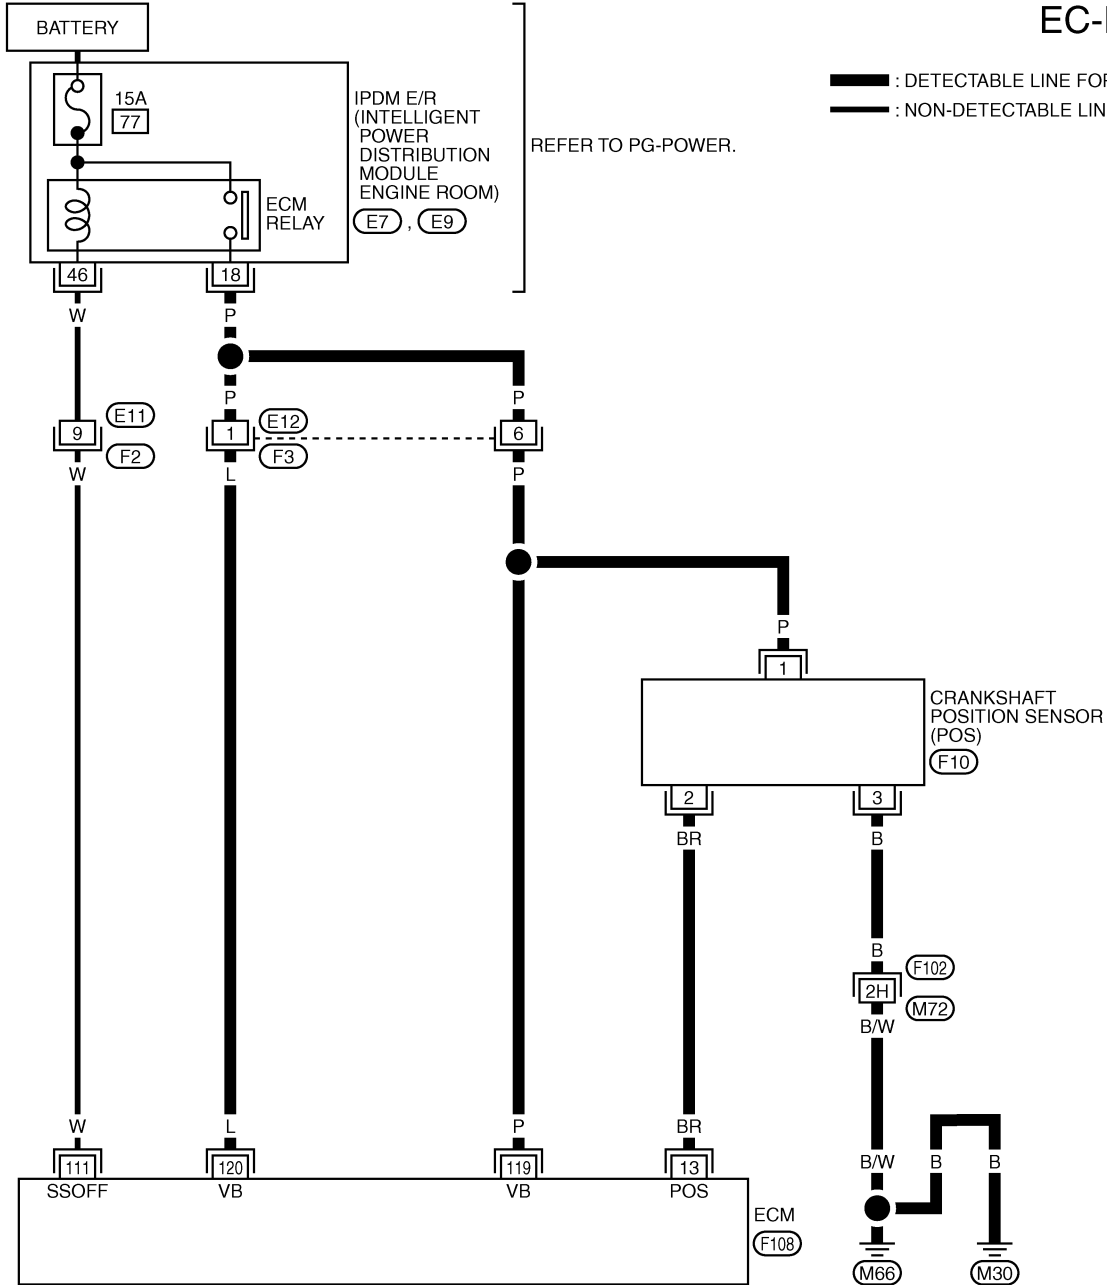 BATTERY
EC-
: DETECTABLE LINE FOR
: NON-DETECTABLE LIN
15A
77
IPDM E/R
(INTELLIGENT
POWER
DISTRIBUTION
MODULE
ENGINE ROOM)
E7 , E9
REFER TO PG-POWER.
ECM
RELAY
46 18
W P
P P
9 E11 F2
1 E12 F3
6
W L P
P
1
CRANKSHAFT
POSITION SENSOR
(POS)
F10
2 3
BR B
B
2H F102 M72
B/W
W L P BR
B/W B B
111 120 119 13
SSOFF VB VB POS
ECM
F108
M66 M30